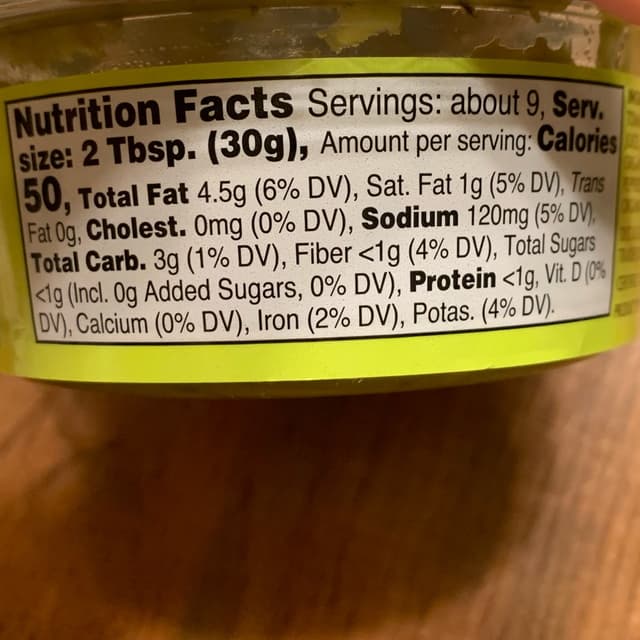 Nutrition Facts Servings: about 9, Serv.
size: 2 Tbsp. (30g), Amount per serving: Calories
50, Total Fat 4.5g (6% DV), Sat. Fat 1g (5% DV), Trans
Fat 0g, Cholest. 0mg (0% DV), Sodium 120mg (5% DV),
Total Carb. 3g (1% DV), Fiber <1g (4% DV), Total Sugars
<1g (Incl. 0g Added Sugars, 0% DV), Protein <1g, Vit. D (0%
DV), Calcium (0% DV), Iron (2% DV), Potas. (4% DV).